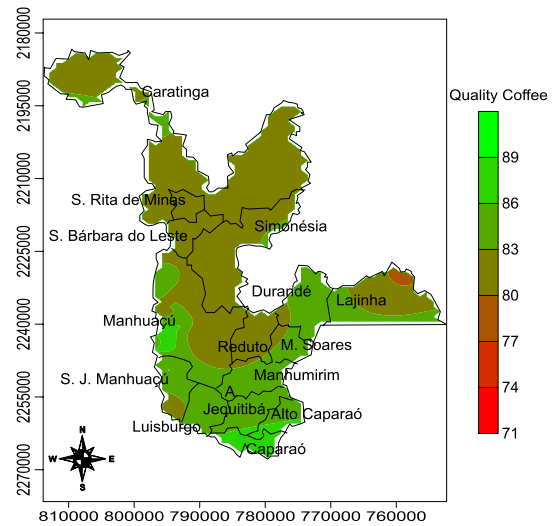 Quality Coffee
89
86
83
80
77
74
71
2180000
2195000
2210000
2225000
2240000
2255000
2270000
Caratinga
S. Rita de Minas
S. Bárbara do Leste
Simonésia
Durandé
Lajinha
Manhuaçú
Reduto
M. Soares
S. J. Manhuaçú
Manhumirim
A.
Jequitibá
Alto Caparaó
Luisburgo
Caparaó
N
W
E
S
810000
800000
790000
780000
770000
760000